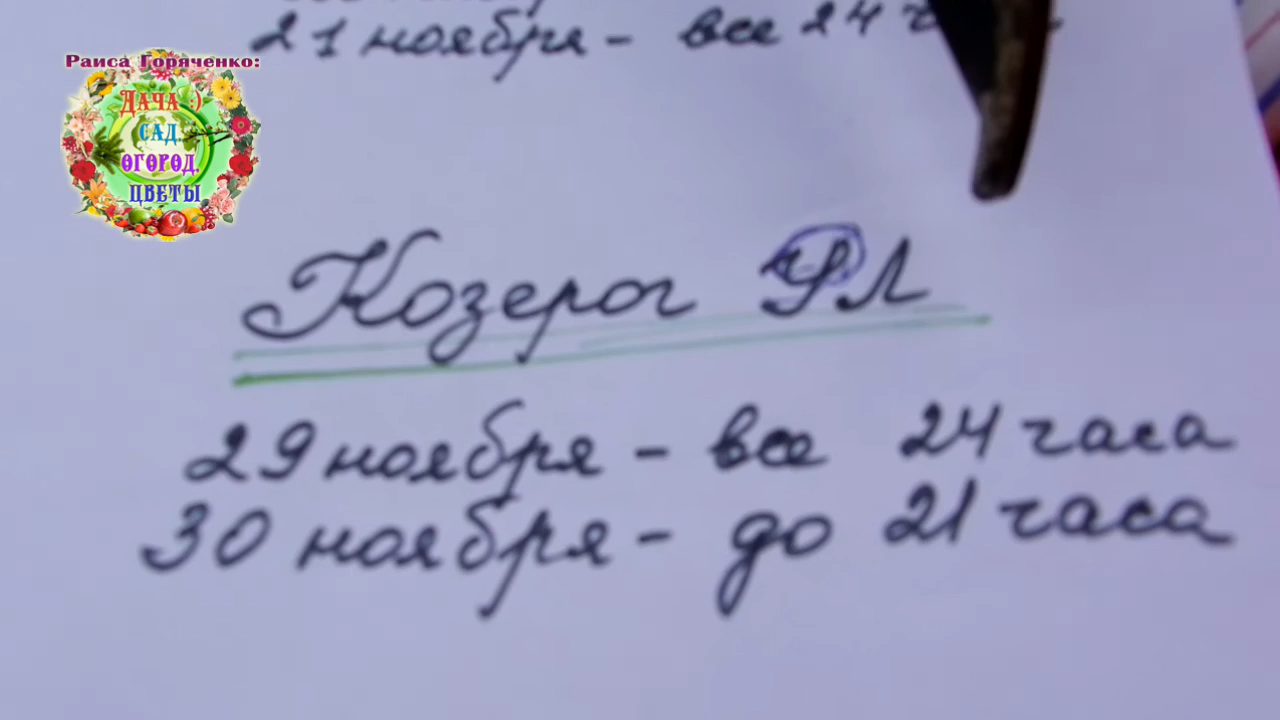 21 ноября - все 24
Раиса Горяченко:
Дача :)
САД.
ОГОРОД.
ЦВЕТЫ
Козерог РЛ
29 ноября - все 24 часа
30 ноября - до 21 часа